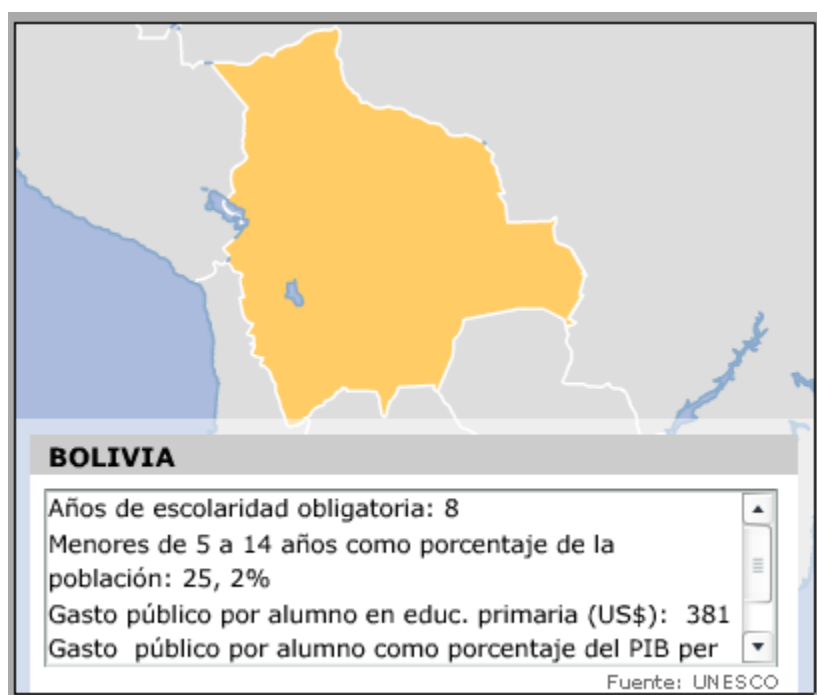 BOLIVIA
Años de escolaridad obligatoria: 8
Menores de 5 a 14 años como porcentaje de la
población: 25, 2%
Gasto público por alumno en educ. primaria (US$): 381
Gasto público por alumno como porcentaje del PIB per
Fuente: UNESCO